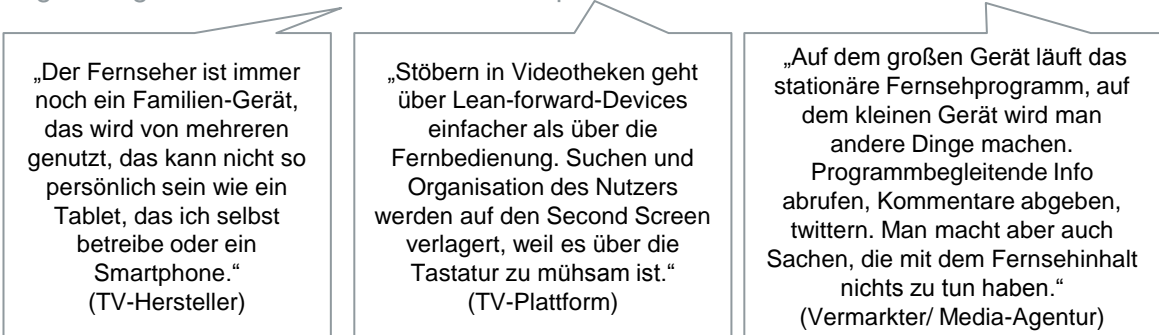 „Der Fernseher ist immer
noch ein Familien-Gerät,
das wird von mehreren
genutzt, das kann nicht so
persönlich sein wie ein
Tablet, das ich selbst
betreibe oder ein
Smartphone.“
(TV-Hersteller)
„Stöbern in Videotheken geht
über Lean-forward-Devices
einfacher als über die
Fernbedienung. Suchen und
Organisation des Nutzers
werden auf den Second Screen
verlagert, weil es über die
Tastatur zu mühsam ist.“
(TV-Plattform)
„Auf dem großen Gerät läuft das
stationäre Fernsehprogramm, auf
dem kleinen Gerät wird man
andere Dinge machen.
Programmbegleitende Info
abrufen, Kommentare abgeben,
twittern. Man macht aber auch
Sachen, die mit dem Fernsehinhalt
nichts zu tun haben.“
(Vermarkter/ Media-Agentur)